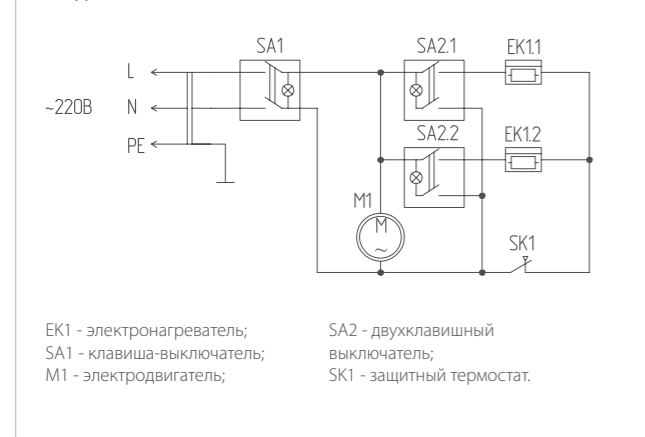 SA1
SA2.1
EK1.1
L
~220В
N
PE
SA2.2
EK1.2
M1
M
~
SK1
EK1 - электронагреватель;
SA1 - клавиша-выключатель;
M1 - электродвигатель;
SA2 - двухклавишный
выключатель;
SK1 - защитный термостат.